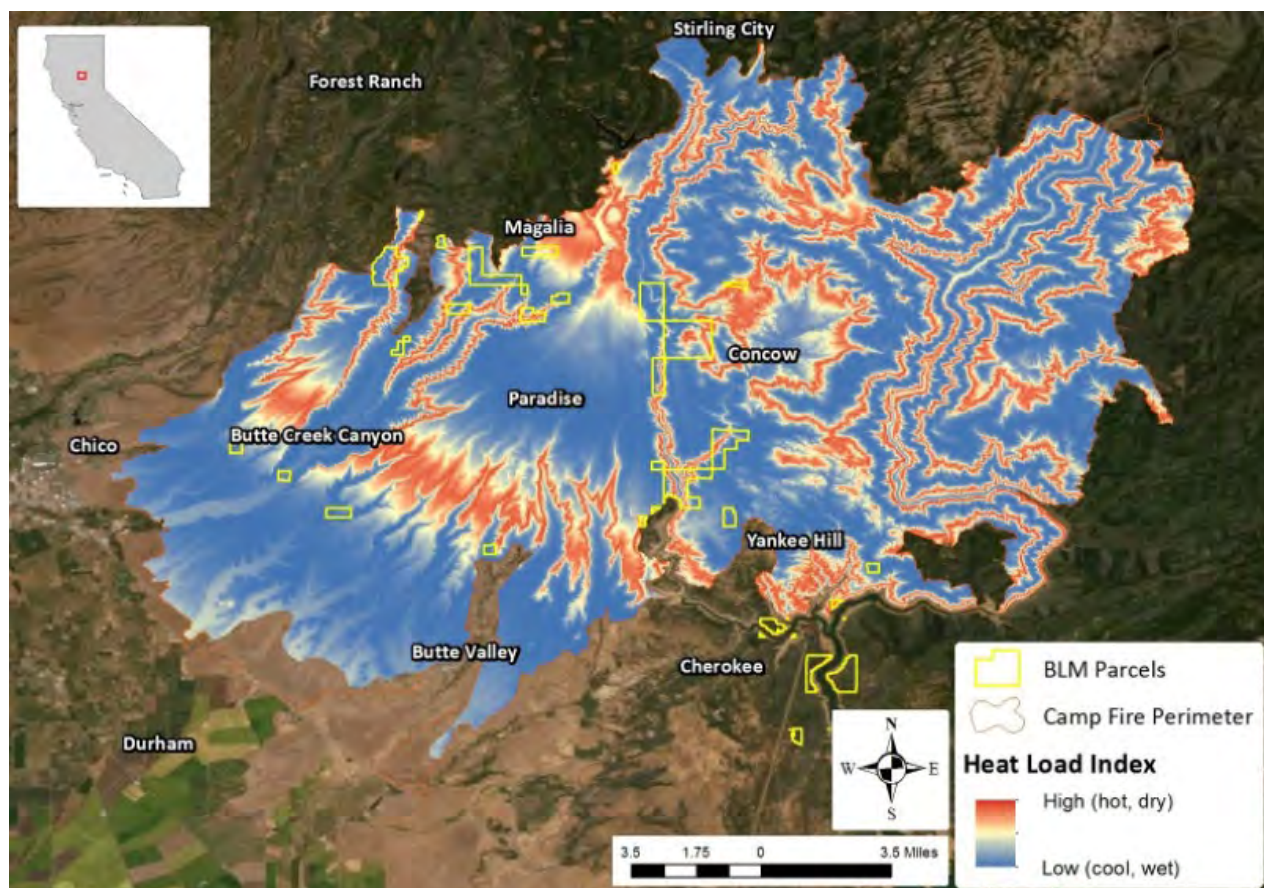 Stirling City
Forest Ranch
Magalia
Concow
Paradise
Butte Creek Canyon
Chico
Yankee Hill
Butte Valley
Cherokee
Durham
N
W
E
S
3.5 1.75 0 3.5 Miles
BLM Parcels
Camp Fire Perimeter
Heat Load Index
High (hot, dry)
Low (cool, wet)